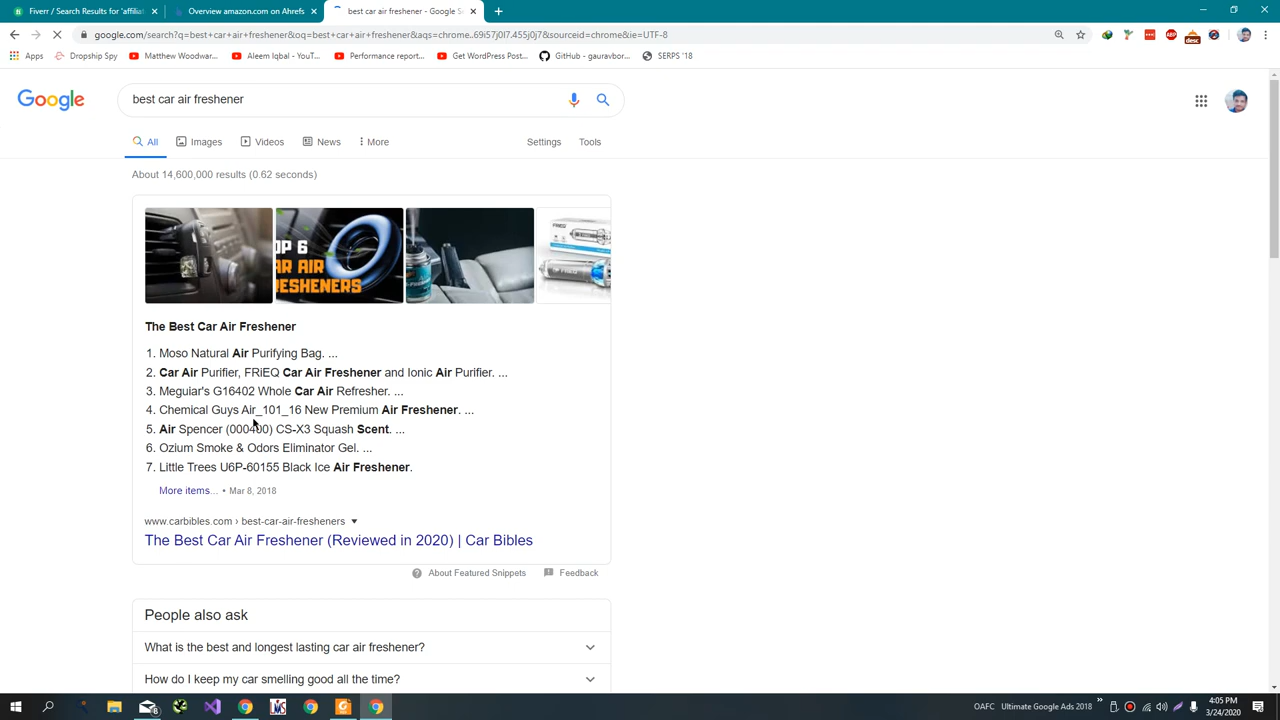 Fiverr / Search Results for 'affilia
Overview amazon.com on Ahrefs
best car air freshener - Google Se
google.com/search?q=best+car+air+freshener&oq=best+car+air+freshener&aqs=chrome..69i57j0l7.455j0j7&sourceid=chrome&ie=UTF-8
Apps
Dropship Spy
Matthew Woodwar...
Aleem Iqbal - YouT...
Performance report...
Get WordPress Post...
GitHub - gauravbor...
SERPS '18
ABP
desc
Google
best car air freshener
All
Images
Videos
News
More
Settings
Tools
About 14,600,000 results (0.62 seconds)
OP 6
AR AIR
ESHENERS
FRIEQ
The Best Car Air Freshener
1. Moso Natural Air Purifying Bag. ...
2. Car Air Purifier, FRiEQ Car Air Freshener and Ionic Air Purifier. ...
3. Meguiar's G16402 Whole Car Air Refresher. ...
4. Chemical Guys Air_101_16 New Premium Air Freshener. ...
5. Air Spencer (000400) CS-X3 Squash Scent. ...
6. Ozium Smoke & Odors Eliminator Gel. ...
7. Little Trees U6P-60155 Black Ice Air Freshener.
More items... • Mar 8, 2018
www.carbibles.com › best-car-air-fresheners
The Best Car Air Freshener (Reviewed in 2020) | Car Bibles
About Featured Snippets
Feedback
People also ask
What is the best and longest lasting car air freshener?
How do I keep my car smelling good all the time?
OAFC
Ultimate Google Ads 2018
4:05 PM
3/24/2020